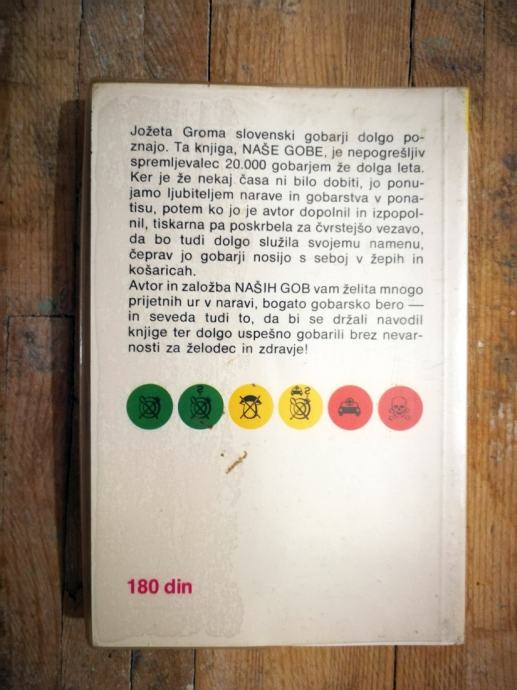 Jožeta Groma slovenski gobarji dolgo po-
znajo. Ta knjiga, NAŠE GOBE, je nepogrešljiv
spremljevalec 20.000 gobarjem že dolga leta.
Ker je že nekaj časa ni bilo dobiti, jo ponu-
jamo ljubiteljem narave in gobarstva v pona-
tisu, potem ko jo je avtor dopolnil in izpopol-
nil, tiskarna pa poskrbela za čvrstejšo vezavo,
da bo tudi dolgo služila svojemu namenu,
čeprav jo gobarji nosijo s seboj v žepih in
košaricah.
Avtor in založba NAŠIH GOB vam želita mnogo
prijetnih ur v naravi, bogato gobarsko bero —
in seveda tudi to, da bi se držali navodil
knjige ter dolgo uspešno gobarili brez nevar-
nosti za želodec in zdravje!
? ?
180 din